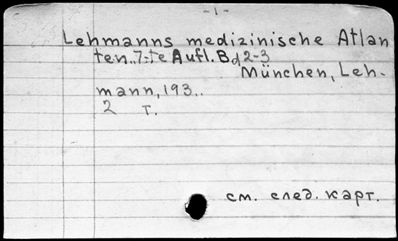 - 1 -
Lehmanns medizinische Atlan
ten. 7-te Aufl. Bd 2-3
München, Leh-
mann, 193..
2 т.
см. след. карт.